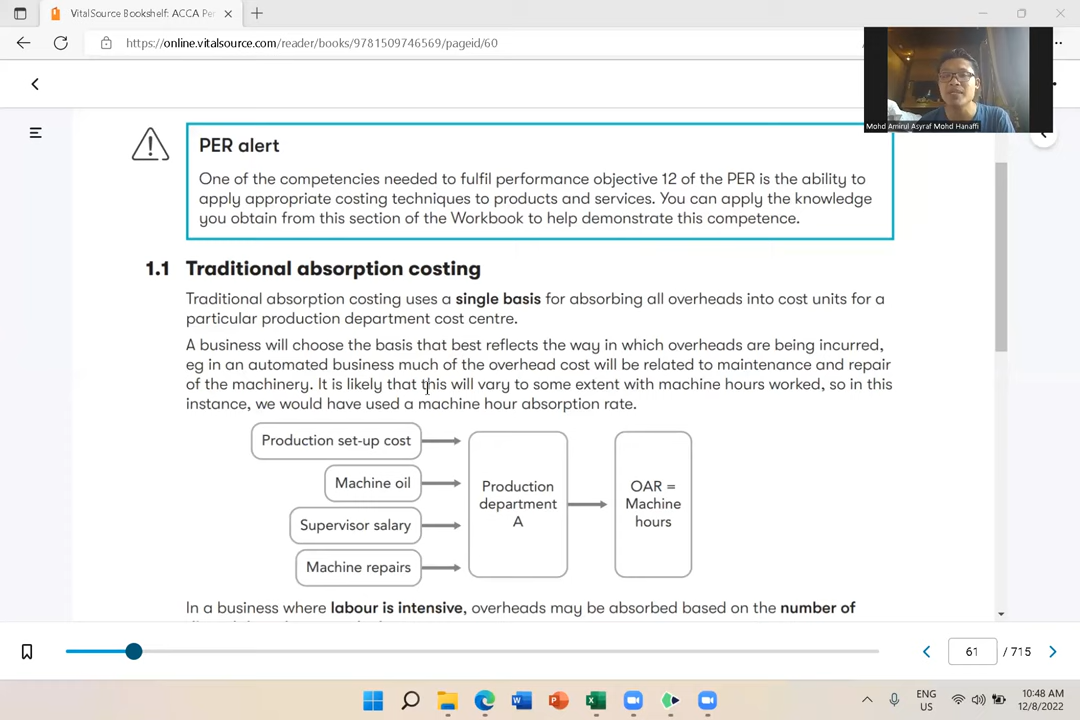 VitalSource Bookshelf: ACCA Per
https://online.vitalsource.com/reader/books/9781509746569/pageid/60
Mohd Amirul Asyraf Mohd Hanaffi
PER alert
One of the competencies needed to fulfil performance objective 12 of the PER is the ability to
apply appropriate costing techniques to products and services. You can apply the knowledge
you obtain from this section of the Workbook to help demonstrate this competence.
1.1 Traditional absorption costing
Traditional absorption costing uses a single basis for absorbing all overheads into cost units for a
particular production department cost centre.
A business will choose the basis that best reflects the way in which overheads are being incurred,
eg in an automated business much of the overhead cost will be related to maintenance and repair
of the machinery. It is likely that this will vary to some extent with machine hours worked, so in this
instance, we would have used a machine hour absorption rate.
Production set-up cost
Machine oil
Supervisor salary
Machine repairs
Production
department
A
OAR =
Machine
hours
In a business where labour is intensive, overheads may be absorbed based on the number of
61 / 715
ENG
US
10:48 AM
12/8/2022